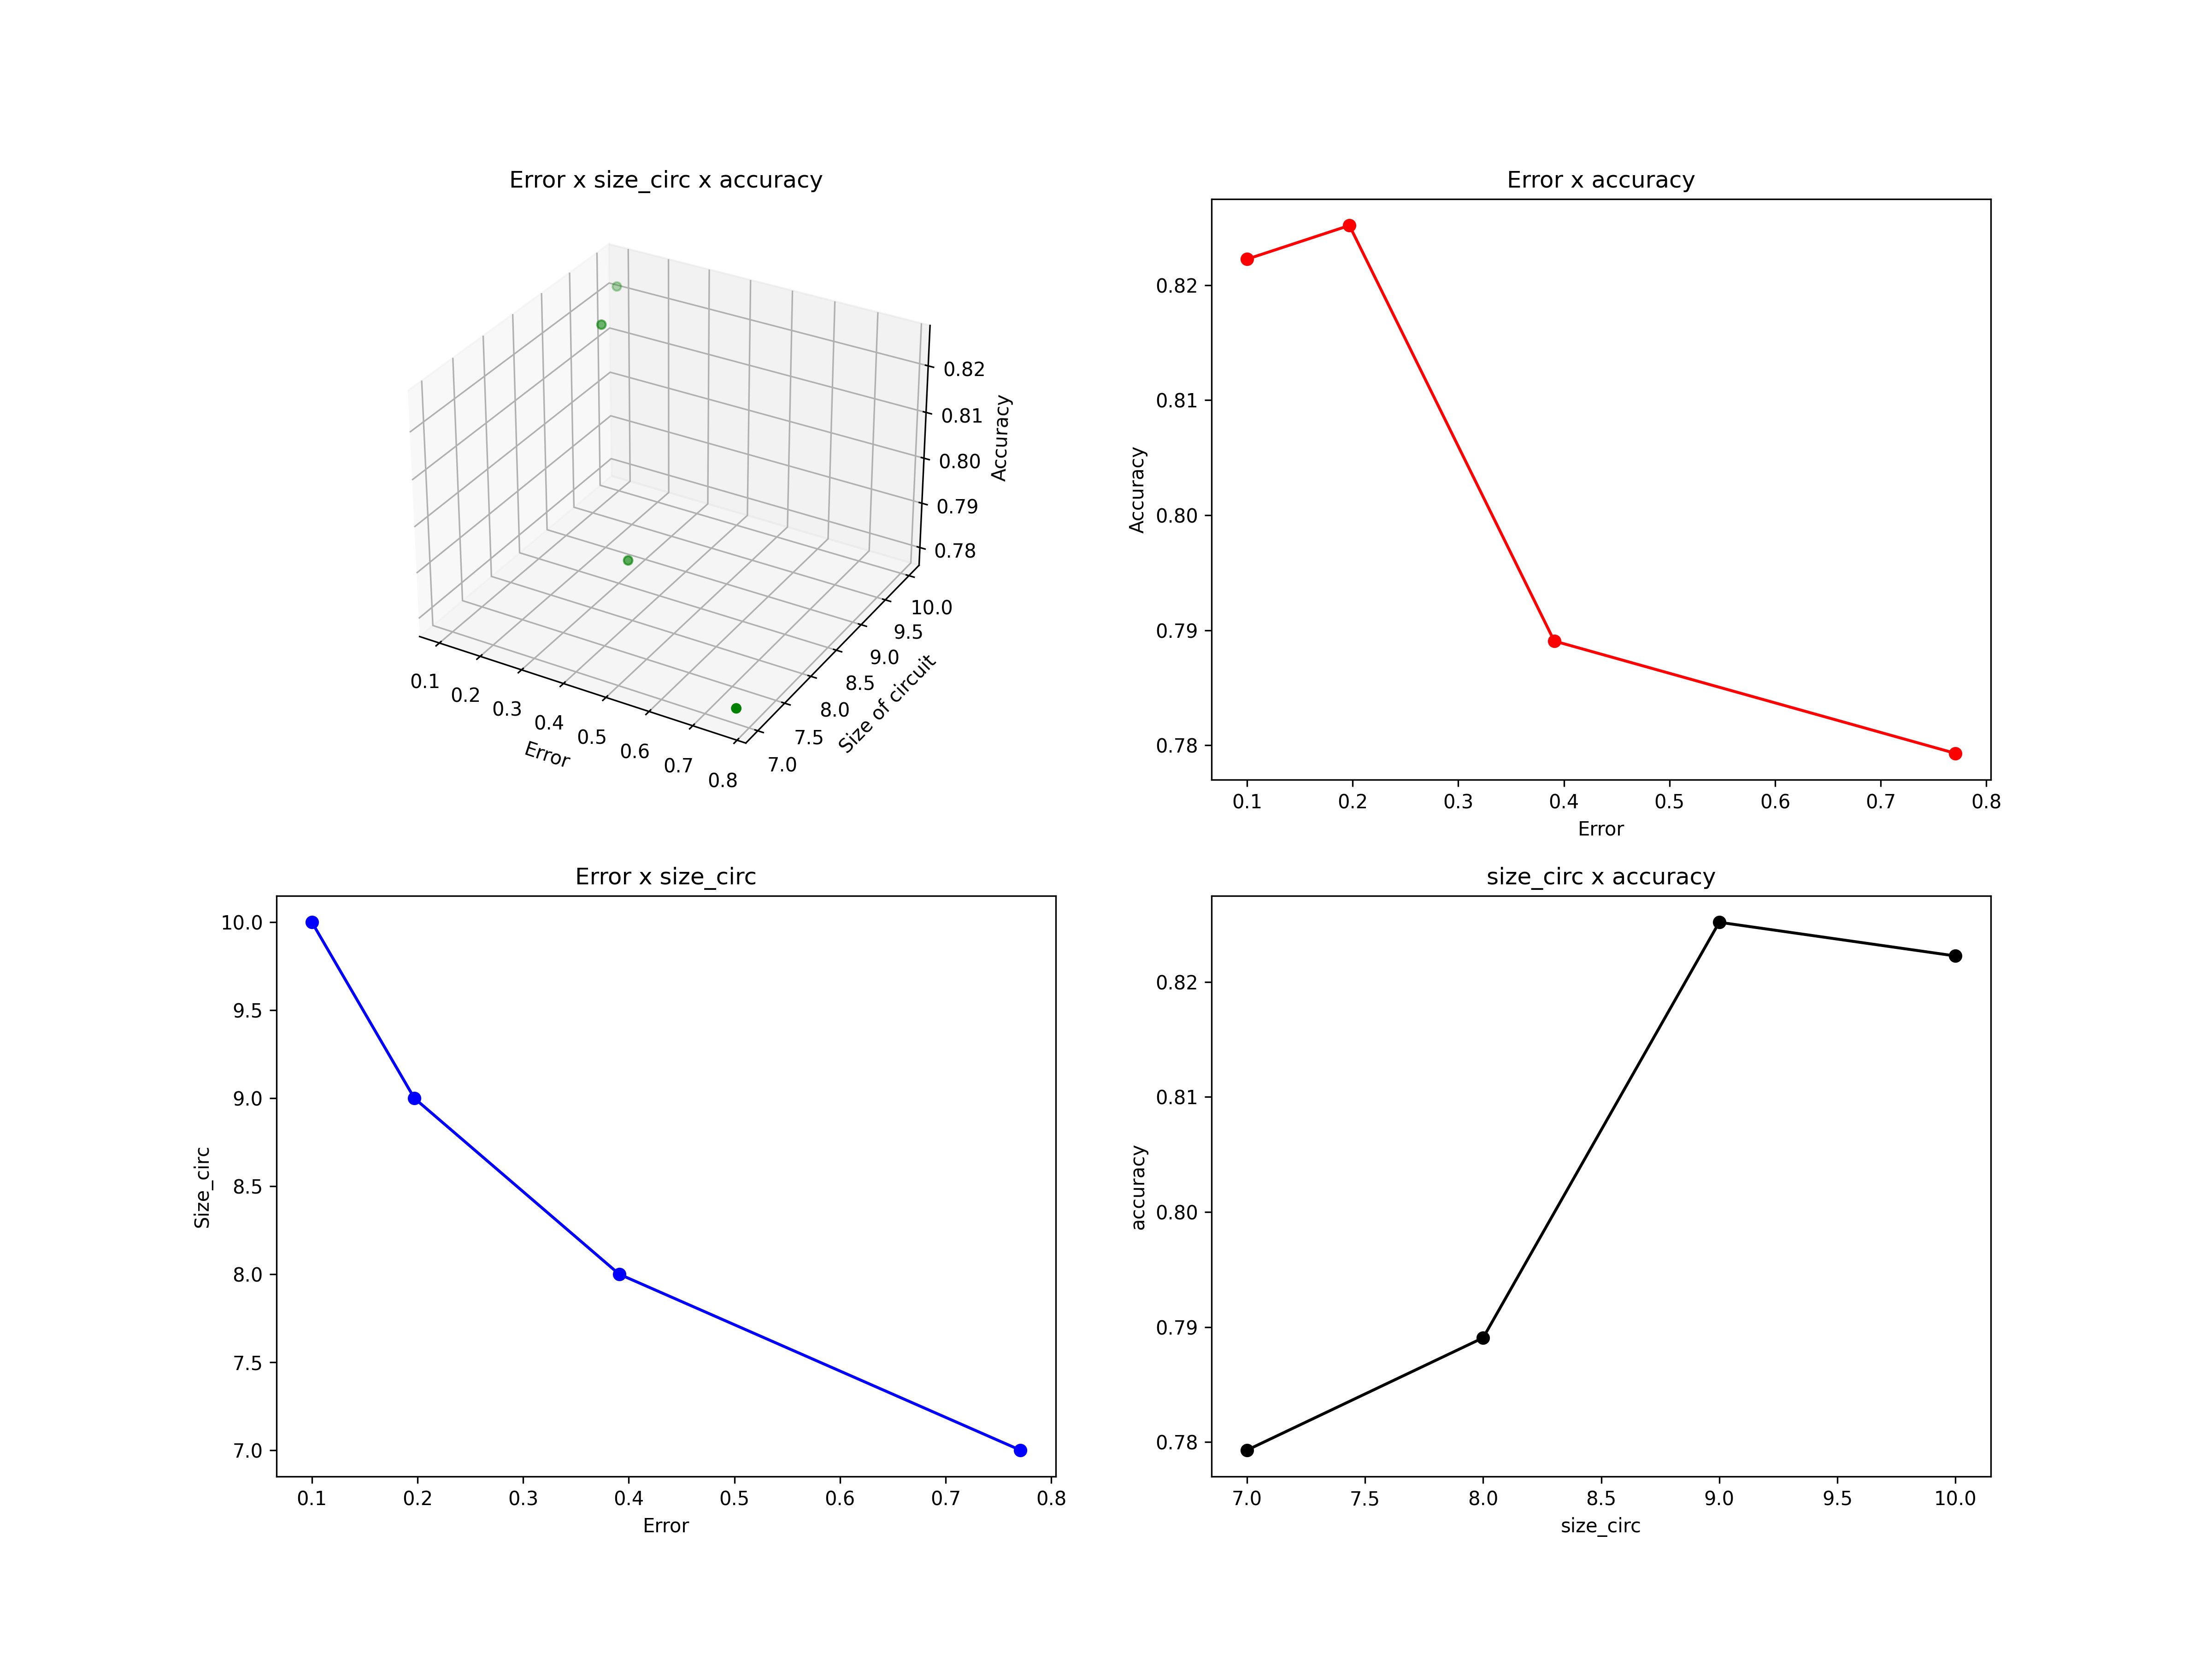 Error x size_circ x accuracy
0.82
0.81
0.80
0.79
0.78
Accuracy
10.0
9.5
9.0
8.5
8.0
7.5
7.0
Size of circuit
0.1
0.2
0.3
0.4
0.5
0.6
0.7
0.8
Error
Error x accuracy
0.82
0.81
0.80
0.79
0.78
Accuracy
0.1 0.2 0.3 0.4 0.5 0.6 0.7 0.8
Error
Error x size_circ
10.0
9.5
9.0
8.5
8.0
7.5
7.0
Size_circ
0.1 0.2 0.3 0.4 0.5 0.6 0.7 0.8
Error
size_circ x accuracy
0.82
0.81
0.80
0.79
0.78
accuracy
7.0 7.5 8.0 8.5 9.0 9.5 10.0
size_circ